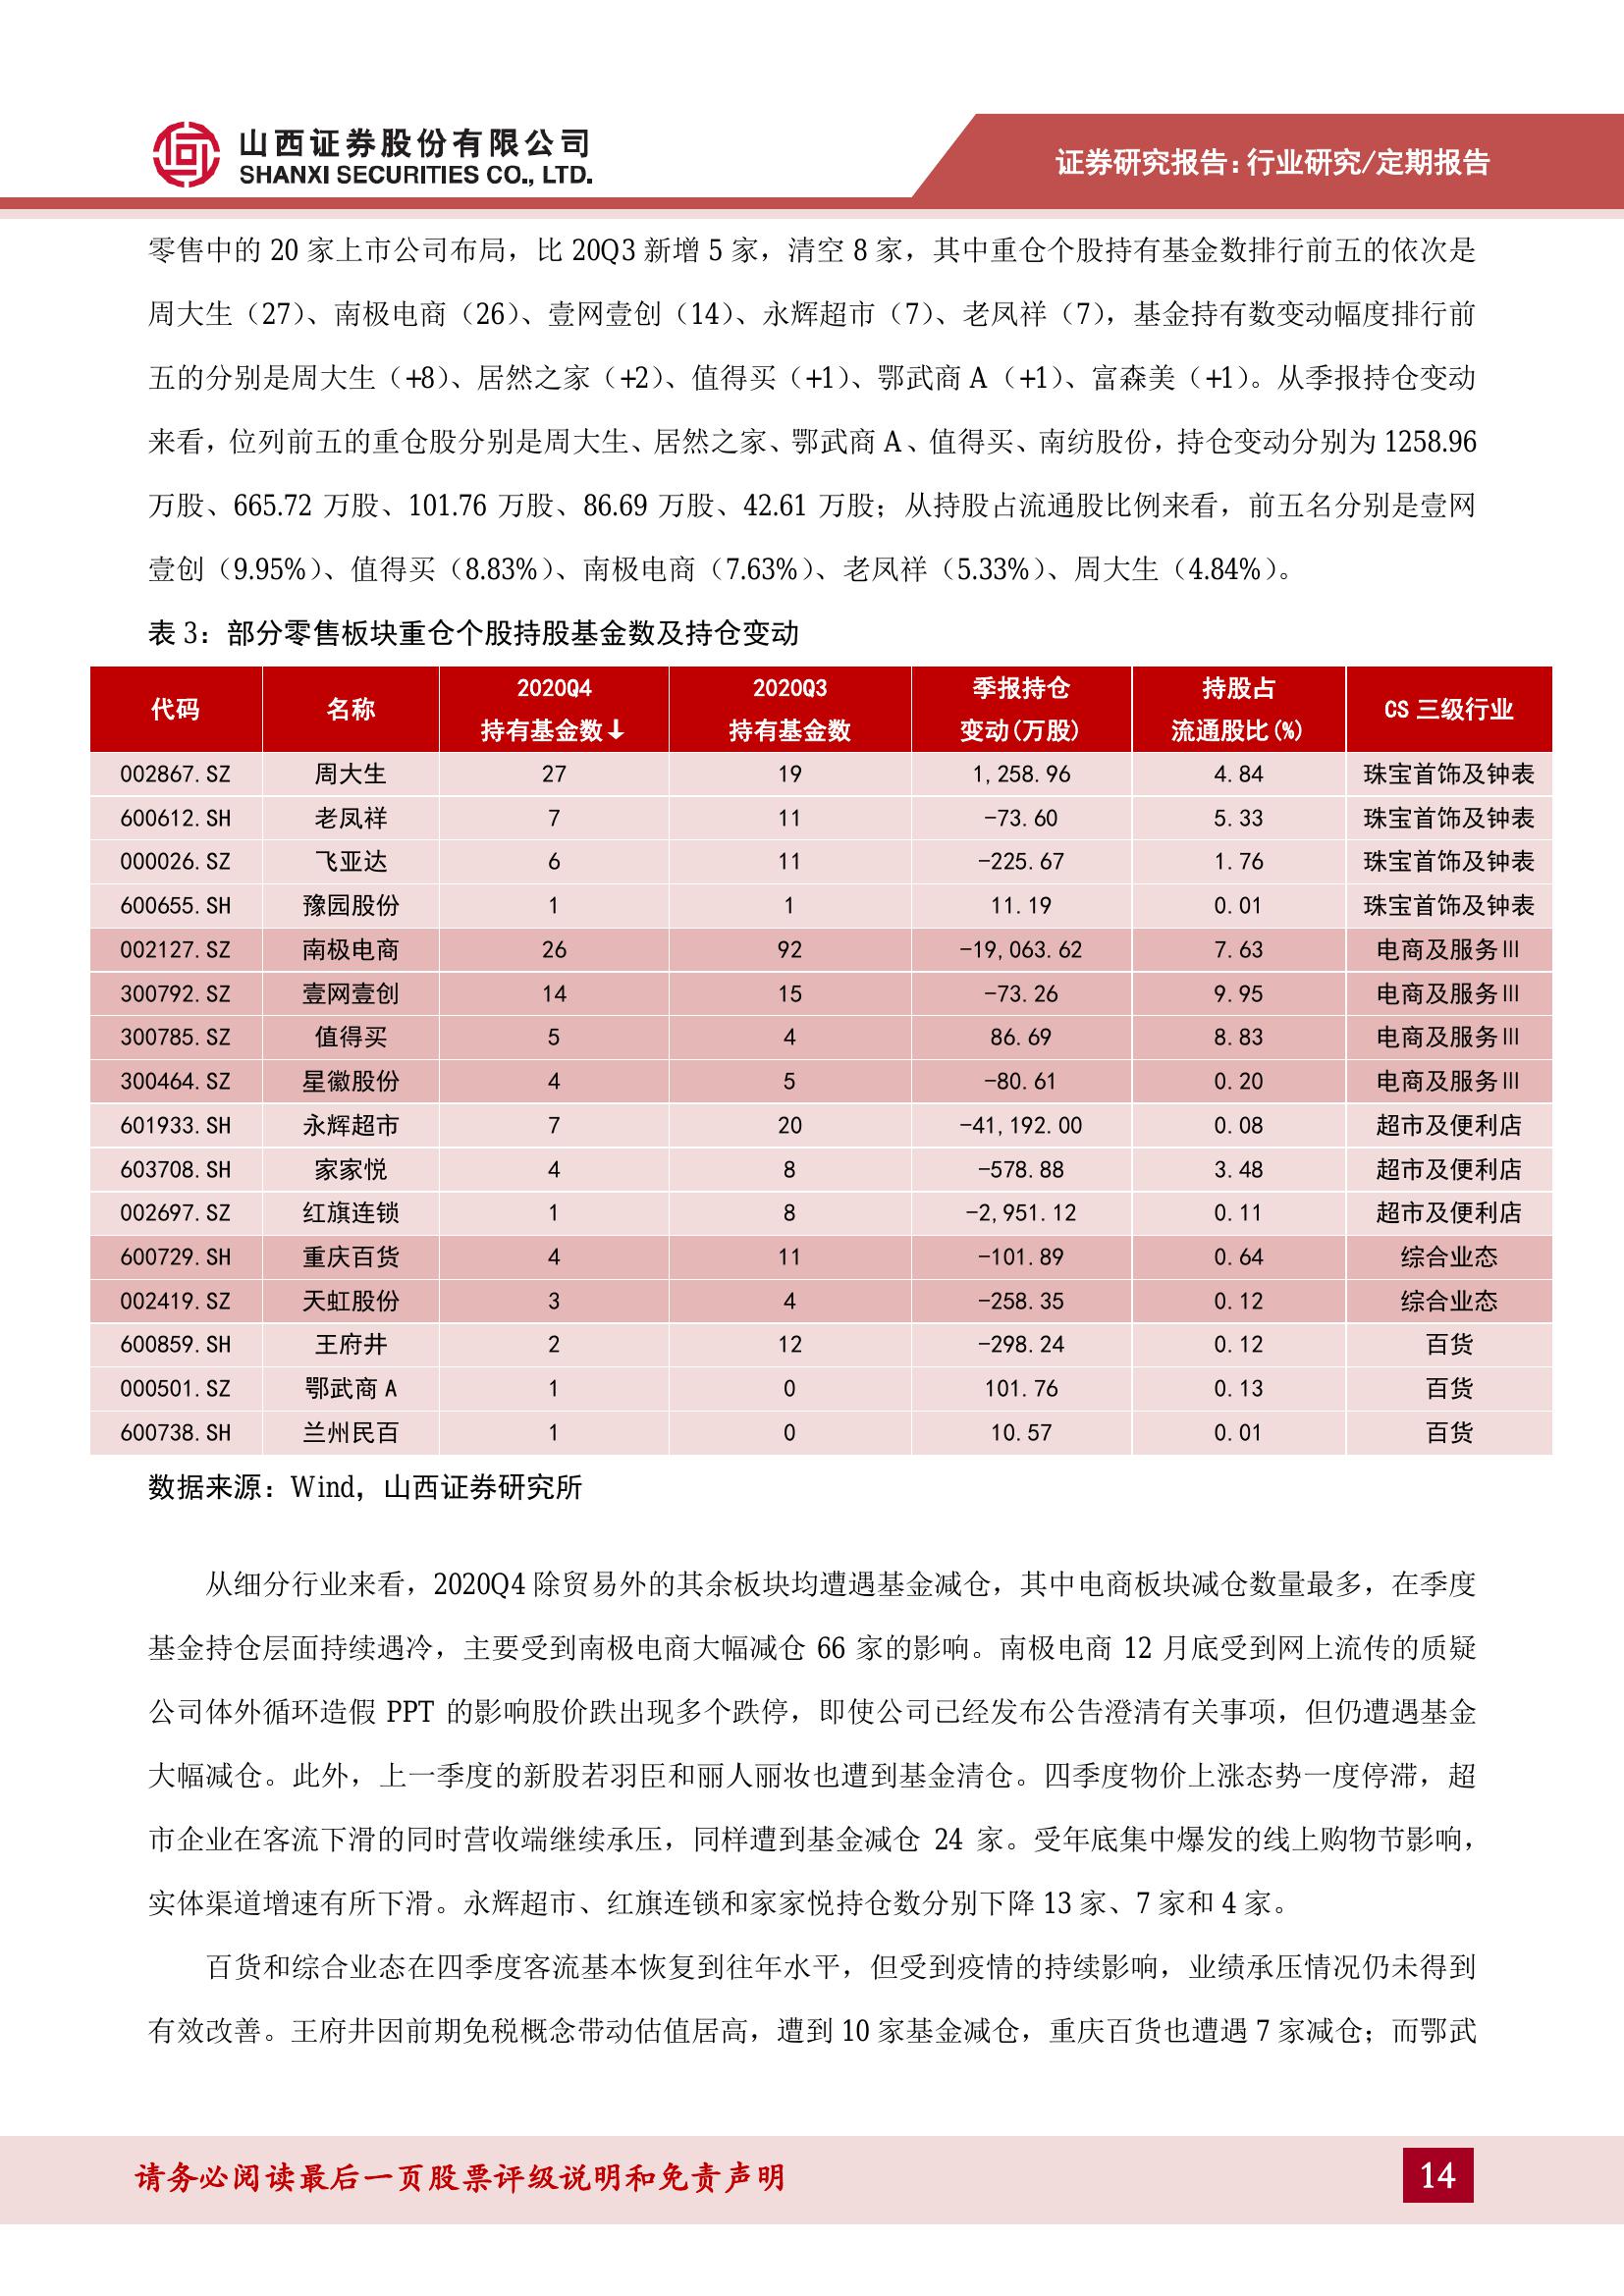 山西证券股份有限公司
SHANXI SECURITIES CO., LTD.
证券研究报告:行业研究/定期报告
零售中的 20 家上市公司布局，比 20Q3 新增 5 家，清空 8 家，其中重仓个股持有基金数排行前五的依次是
周大生（27）、南极电商（26）、壹网壹创（14）、永辉超市（7）、老凤祥（7），基金持有数变动幅度排行前
五的分别是周大生（+8）、居然之家（+2）、值得买（+1）、鄂武商 A（+1）、富森美（+1）。从季报持仓变动
来看，位列前五的重仓股分别是周大生、居然之家、鄂武商 A、值得买、南纺股份，持仓变动分别为 1258.96
万股、665.72 万股、101.76 万股、86.69 万股、42.61 万股；从持股占流通股比例来看，前五名分别是壹网
壹创（9.95%）、值得买（8.83%）、南极电商（7.63%）、老凤祥（5.33%）、周大生（4.84%）。
表 3：部分零售板块重仓个股持股基金数及持仓变动
代码 名称 2020Q4 持有基金数↓ 2020Q3 持有基金数 季报持仓变动(万股) 持股占流通股比(%) CS 三级行业
002867.SZ 周大生 27 19 1,258.96 4.84 珠宝首饰及钟表
600612.SH 老凤祥 7 11 -73.60 5.33 珠宝首饰及钟表
000026.SZ 飞亚达 6 11 -225.67 1.76 珠宝首饰及钟表
600655.SH 豫园股份 1 1 11.19 0.01 珠宝首饰及钟表
002127.SZ 南极电商 26 92 -19,063.62 7.63 电商及服务Ⅲ
300792.SZ 壹网壹创 14 15 -73.26 9.95 电商及服务Ⅲ
300785.SZ 值得买 5 4 86.69 8.83 电商及服务Ⅲ
300464.SZ 星徽股份 4 5 -80.61 0.20 电商及服务Ⅲ
601933.SH 永辉超市 7 20 -41,192.00 0.08 超市及便利店
603708.SH 家家悦 4 8 -578.88 3.48 超市及便利店
002697.SZ 红旗连锁 1 8 -2,951.12 0.11 超市及便利店
600729.SH 重庆百货 4 11 -101.89 0.64 综合业态
002419.SZ 天虹股份 3 4 -258.35 0.12 综合业态
600859.SH 王府井 2 12 -298.24 0.12 百货
000501.SZ 鄂武商 A 1 0 101.76 0.13 百货
600738.SH 兰州民百 1 0 10.57 0.01 百货
数据来源：Wind，山西证券研究所
从细分行业来看，2020Q4 除贸易外的其余板块均遭遇基金减仓，其中电商板块减仓数量最多，在季度
基金持仓层面持续遇冷，主要受到南极电商大幅减仓 66 家的影响。南极电商 12 月底受到网上流传的质疑
公司体外循环造假 PPT 的影响股价跌出现多个跌停，即使公司已经发布公告澄清有关事项，但仍遭遇基金
大幅减仓。此外，上一季度的新股若羽臣和丽人丽妆也遭到基金清仓。四季度物价上涨态势一度停滞，超
市企业在客流下滑的同时营收端继续承压，同样遭到基金减仓 24 家。受年底集中爆发的线上购物节影响，
实体渠道增速有所下滑。永辉超市、红旗连锁和家家悦持仓数分别下降 13 家、7 家和 4 家。
百货和综合业态在四季度客流基本恢复到往年水平，但受到疫情的持续影响，业绩承压情况仍未得到
有效改善。王府井因前期免税概念带动估值居高，遭到 10 家基金减仓，重庆百货也遭遇 7 家减仓；而鄂武
请务必阅读最后一页股票评级说明和免责声明
14